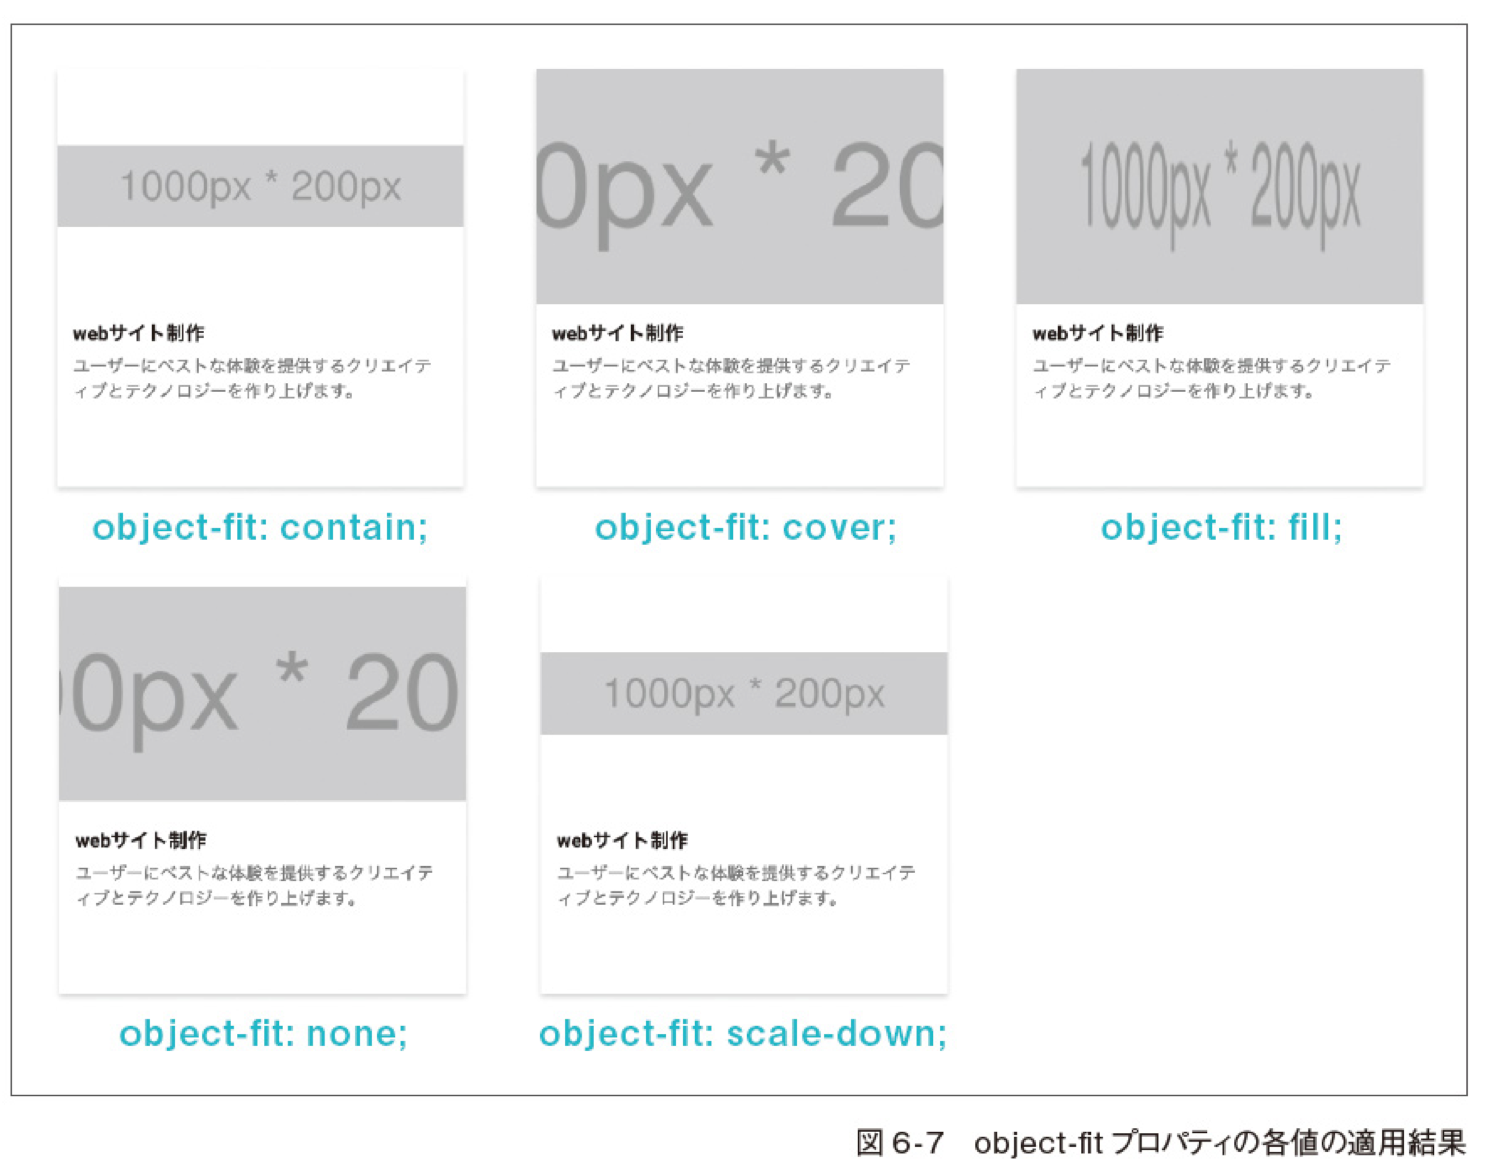 1000px * 200px
0px * 20
1000px * 200px
webサイト制作
ユーザーにベストな体験を提供するクリエイテ
ィブとテクノロジーを作り上げます。
webサイト制作
ユーザーにベストな体験を提供するクリエイテ
ィブとテクノロジーを作り上げます。
webサイト制作
ユーザーにベストな体験を提供するクリエイテ
ィブとテクノロジーを作り上げます。
object-fit: contain;
object-fit: cover;
object-fit: fill;
00px * 20
1000px * 200px
webサイト制作
ユーザーにベストな体験を提供するクリエイテ
ィブとテクノロジーを作り上げます。
webサイト制作
ユーザーにベストな体験を提供するクリエイテ
ィブとテクノロジーを作り上げます。
object-fit: none;
object-fit: scale-down;
図 6-7　object-fit プロパティの各値の適用結果